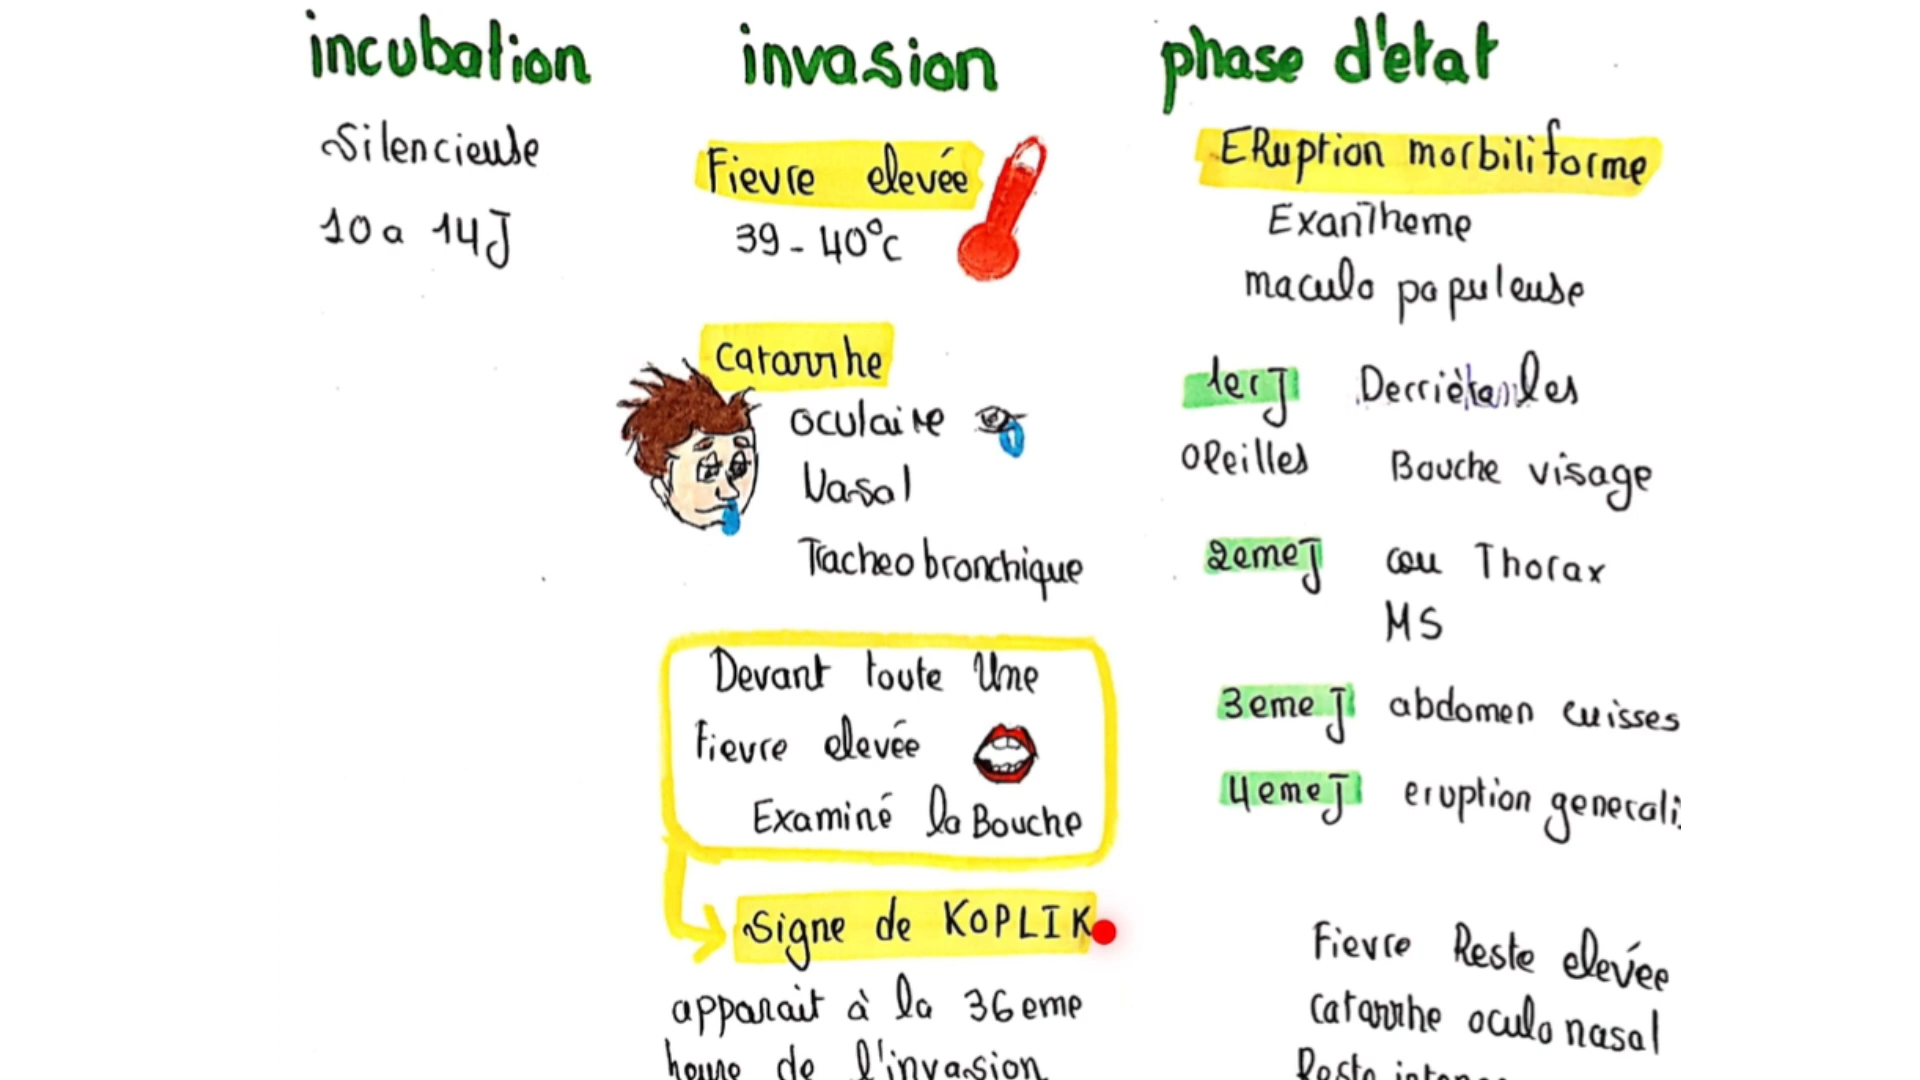 incubation
Silencieuse
10 a 14J
invasion
Fievre elevée
39 - 40°C
Catarrhe
oculaire
Nasal
Tracheobronchique
Devant toute Une
Fievre elevée
Examiné la Bouche
Signe de KOPLIK
apparait à la 36eme
heure de l'invasion
phase d'etat
ERuption morbiliforme
Exantheme
maculo papuleuse
1er J Derrière les
oReilles Bouche visage
2eme J cou Thorax
MS
3eme J abdomen cuisses
4eme J eruption generali
Fievre Reste elevée
Catarrhe oculo nasal
Reste